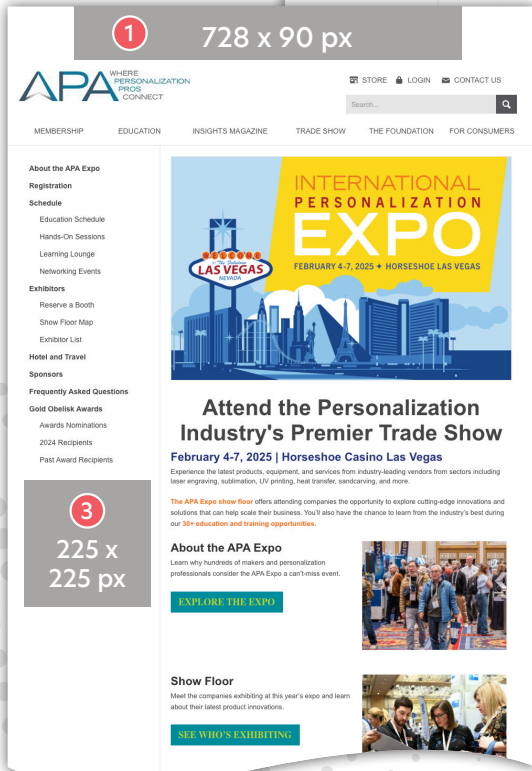 1
728 x 90 px
APA WHERE
PERSONALIZATION
PROS
CONNECT
STORE LOGIN CONTACT US
Search...
MEMBERSHIP EDUCATION INSIGHTS MAGAZINE TRADE SHOW THE FOUNDATION FOR CONSUMERS
About the APA Expo
Registration
Schedule
Education Schedule
Hands-On Sessions
Learning Lounge
Networking Events
Exhibitors
Reserve a Booth
Show Floor Map
Exhibitor List
Hotel and Travel
Sponsors
Frequently Asked Questions
Gold Obelisk Awards
Awards Nominations
2024 Recipients
Past Award Recipients
3
225 x
225 px
INTERNATIONAL
PERSONALIZATION
EXPO
FEBRUARY 4-7, 2025 • HORSESHOE LAS VEGAS
WELCOME
To The Fabulous
LAS VEGAS
NEVADA
Attend the Personalization
Industry's Premier Trade Show
February 4-7, 2025 | Horseshoe Casino Las Vegas
Experience the latest products, equipment, and services from industry-leading vendors from sectors including
laser engraving, sublimation, UV printing, heat transfer, sandcarving, and more.
The APA Expo show floor offers attending companies the opportunity to explore cutting-edge innovations and
solutions that can help scale their business. You'll also have the chance to learn from the industry's best during
our 30+ education and training opportunities.
About the APA Expo
Learn why hundreds of makers and personalization
professionals consider the APA Expo a can't-miss event.
EXPLORE THE EXPO
Show Floor
Meet the companies exhibiting at this year's expo and learn
about their latest product innovations.
SEE WHO'S EXHIBITING